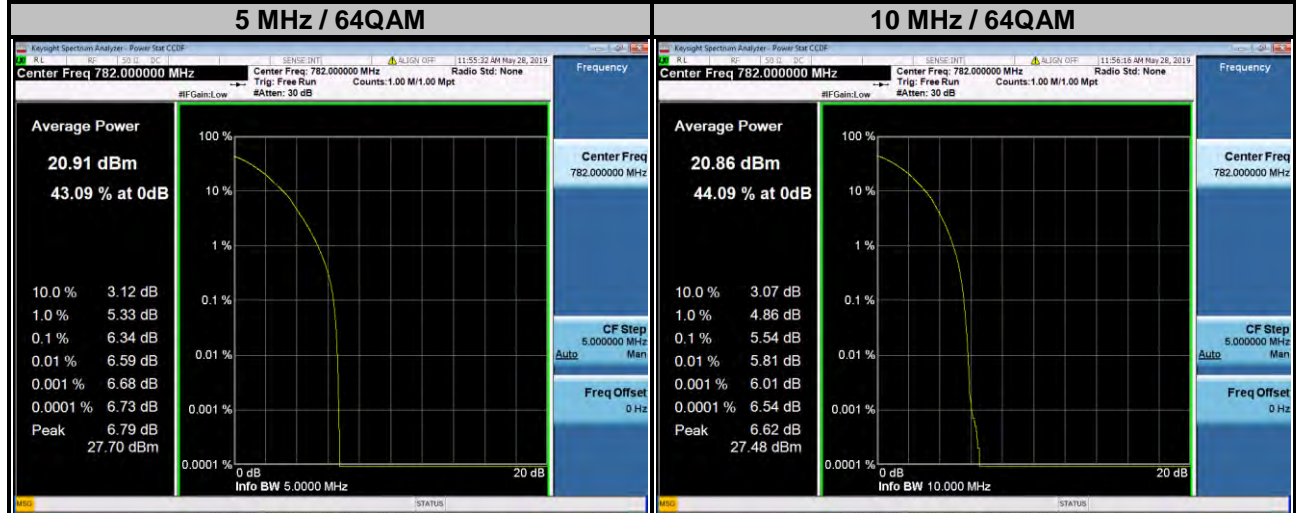 5 MHz / 64QAM
Keysight Spectrum Analyzer - Power Stat CCDF
RL RF 50 Ω DC SENSE:INT ALIGN OFF 11:55:32 AM May 28, 2019
Center Freq 782.000000 MHz
Center Freq: 782.000000 MHz Radio Std: None
Trig: Free Run Counts:1.00 M/1.00 Mpt
#IFGain:Low #Atten: 30 dB
Frequency
Average Power
20.91 dBm
43.09 % at 0dB
10.0 % 3.12 dB
1.0 % 5.33 dB
0.1 % 6.34 dB
0.01 % 6.59 dB
0.001 % 6.68 dB
0.0001 % 6.73 dB
Peak 6.79 dB
27.70 dBm
100 %
10 %
1 %
0.1 %
0.01 %
0.001 %
0.0001 %
0 dB 20 dB
Info BW 5.0000 MHz
Center Freq
782.000000 MHz
CF Step
5.000000 MHz
Auto Man
Freq Offset
0 Hz
MSG STATUS
10 MHz / 64QAM
Keysight Spectrum Analyzer - Power Stat CCDF
RL RF 50 Ω DC SENSE:INT ALIGN OFF 11:56:16 AM May 28, 2019
Center Freq 782.000000 MHz
Center Freq: 782.000000 MHz Radio Std: None
Trig: Free Run Counts:1.00 M/1.00 Mpt
#IFGain:Low #Atten: 30 dB
Frequency
Average Power
20.86 dBm
44.09 % at 0dB
10.0 % 3.07 dB
1.0 % 4.86 dB
0.1 % 5.54 dB
0.01 % 5.81 dB
0.001 % 6.01 dB
0.0001 % 6.54 dB
Peak 6.62 dB
27.48 dBm
100 %
10 %
1 %
0.1 %
0.01 %
0.001 %
0.0001 %
0 dB 20 dB
Info BW 10.000 MHz
Center Freq
782.000000 MHz
CF Step
5.000000 MHz
Auto Man
Freq Offset
0 Hz
MSG STATUS